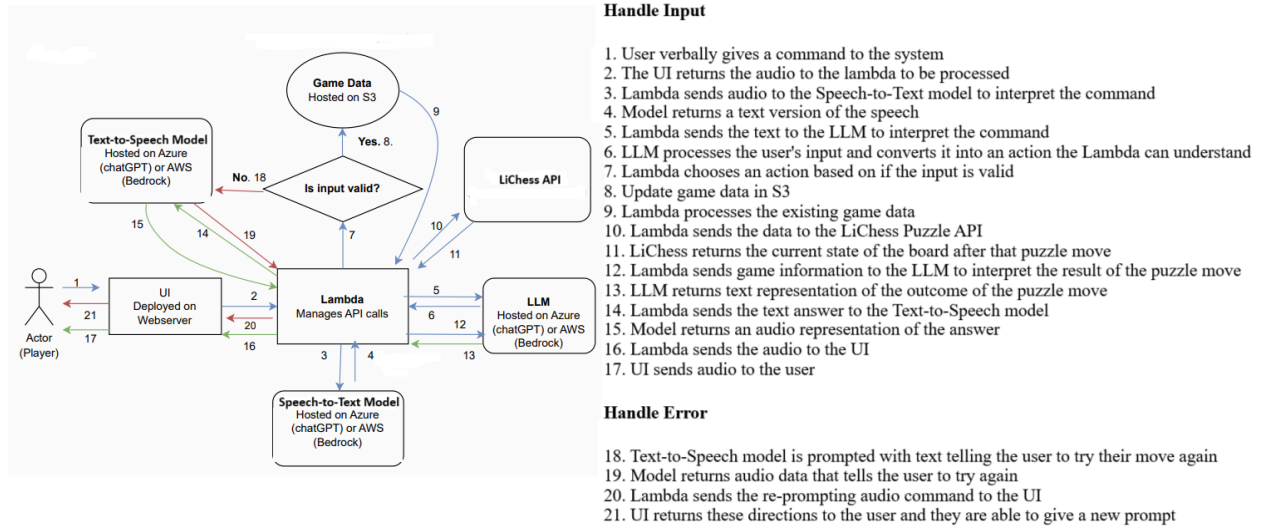 Game Data
Hosted on S3
9
Yes. 8.
Text-to-Speech Model
Hosted on Azure
(chatGPT) or AWS
(Bedrock)
No. 18
Is input valid?
LiChess API
15
14
19
7
10
11
1
21
17
Actor
(Player)
UI
Deployed on
Webserver
2
20
16
Lambda
Manages API calls
5
6
12
13
LLM
Hosted on Azure
(chatGPT) or AWS
(Bedrock)
3
4
Speech-to-Text Model
Hosted on Azure
(chatGPT) or AWS
(Bedrock)
Handle Input
1. User verbally gives a command to the system
2. The UI returns the audio to the lambda to be processed
3. Lambda sends audio to the Speech-to-Text model to interpret the command
4. Model returns a text version of the speech
5. Lambda sends the text to the LLM to interpret the command
6. LLM processes the user's input and converts it into an action the Lambda can understand
7. Lambda chooses an action based on if the input is valid
8. Update game data in S3
9. Lambda processes the existing game data
10. Lambda sends the data to the LiChess Puzzle API
11. LiChess returns the current state of the board after that puzzle move
12. Lambda sends game information to the LLM to interpret the result of the puzzle move
13. LLM returns text representation of the outcome of the puzzle move
14. Lambda sends the text answer to the Text-to-Speech model
15. Model returns an audio representation of the answer
16. Lambda sends the audio to the UI
17. UI sends audio to the user
Handle Error
18. Text-to-Speech model is prompted with text telling the user to try their move again
19. Model returns audio data that tells the user to try again
20. Lambda sends the re-prompting audio command to the UI
21. UI returns these directions to the user and they are able to give a new prompt